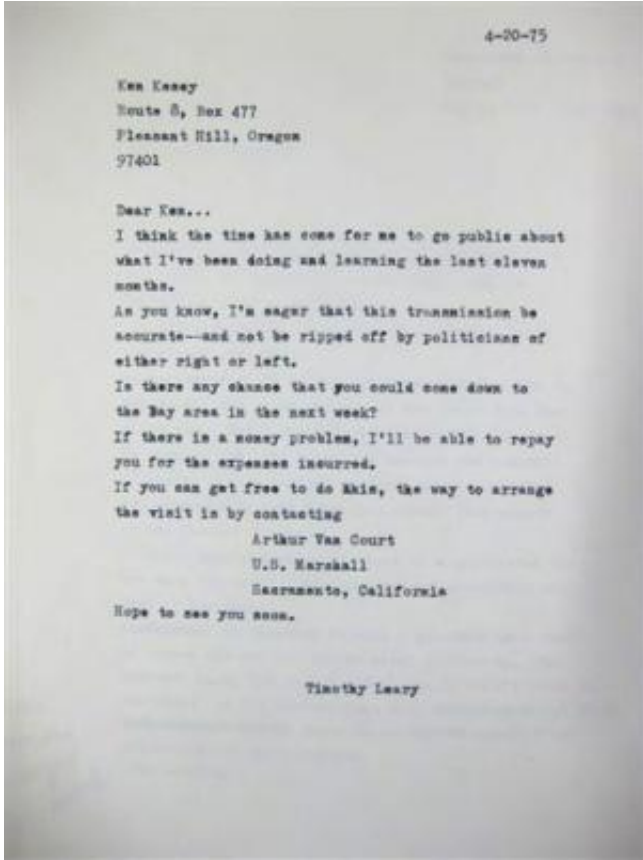 4-20-75
Ken Kesey
Route 8, Box 477
Pleasant Hill, Oregon
97401
Dear Ken...
I think the time has come for me to go public about
what I've been doing and learning the last eleven
months.
As you know, I'm eager that this transmission be
accurate--and not be ripped off by politicians of
either right or left.
Is there any chance that you could come down to
the Bay area in the next week?
If there is a money problem, I'll be able to repay
you for the expenses incurred.
If you can get free to do this, the way to arrange
the visit is by contacting
Arthur Van Court
U.S. Marshall
Sacramento, California
Hope to see you soon.
Timothy Leary